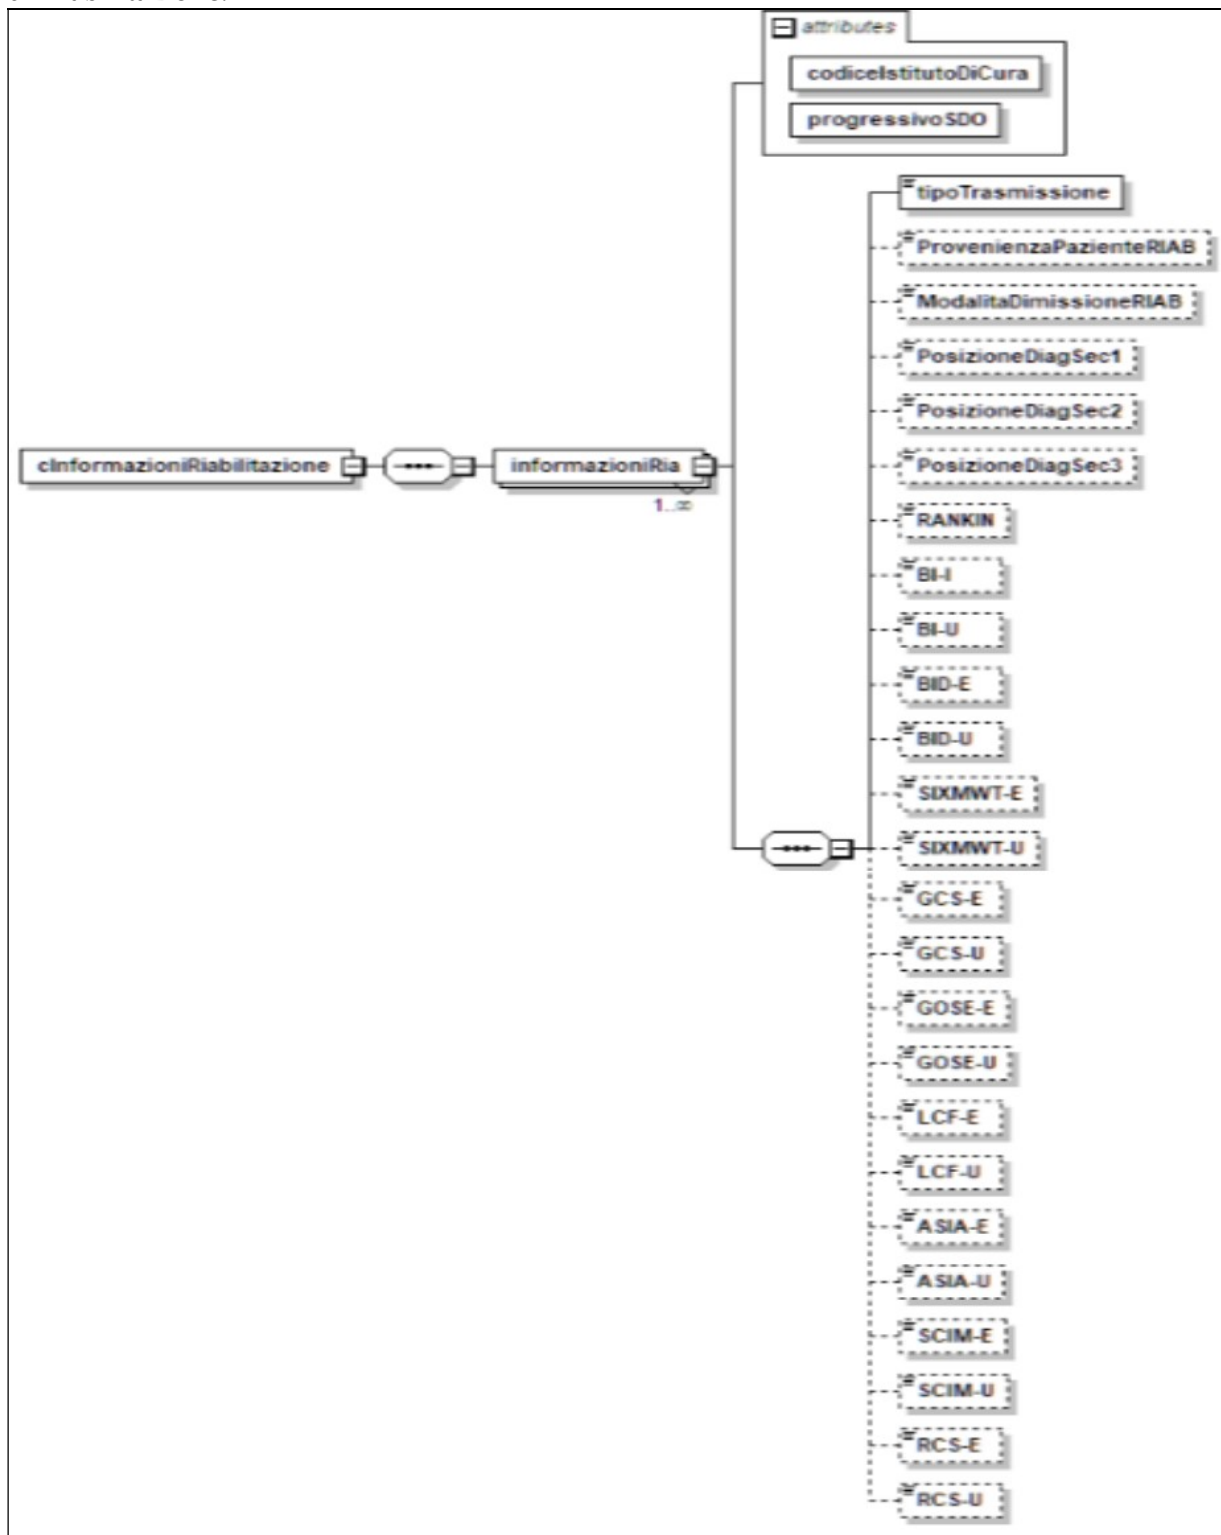 attributes
codiceIstitutoDiCura
progressivoSDO
tipoTrasmissione
ProvenienzaPazienteRIAB
ModalitaDimissioneRIAB
PosizioneDiagSec1
PosizioneDiagSec2
cInformazioniRiabilitazione
informazioniRia
1..∞
PosizioneDiagSec3
RANKIN
BI-I
BI-U
BID-E
BID-U
SIXMWT-E
SIXMWT-U
GCS-E
GCS-U
GOSE-E
GOSE-U
LCF-E
LCF-U
ASIA-E
ASIA-U
SCIM-E
SCIM-U
RCS-E
RCS-U